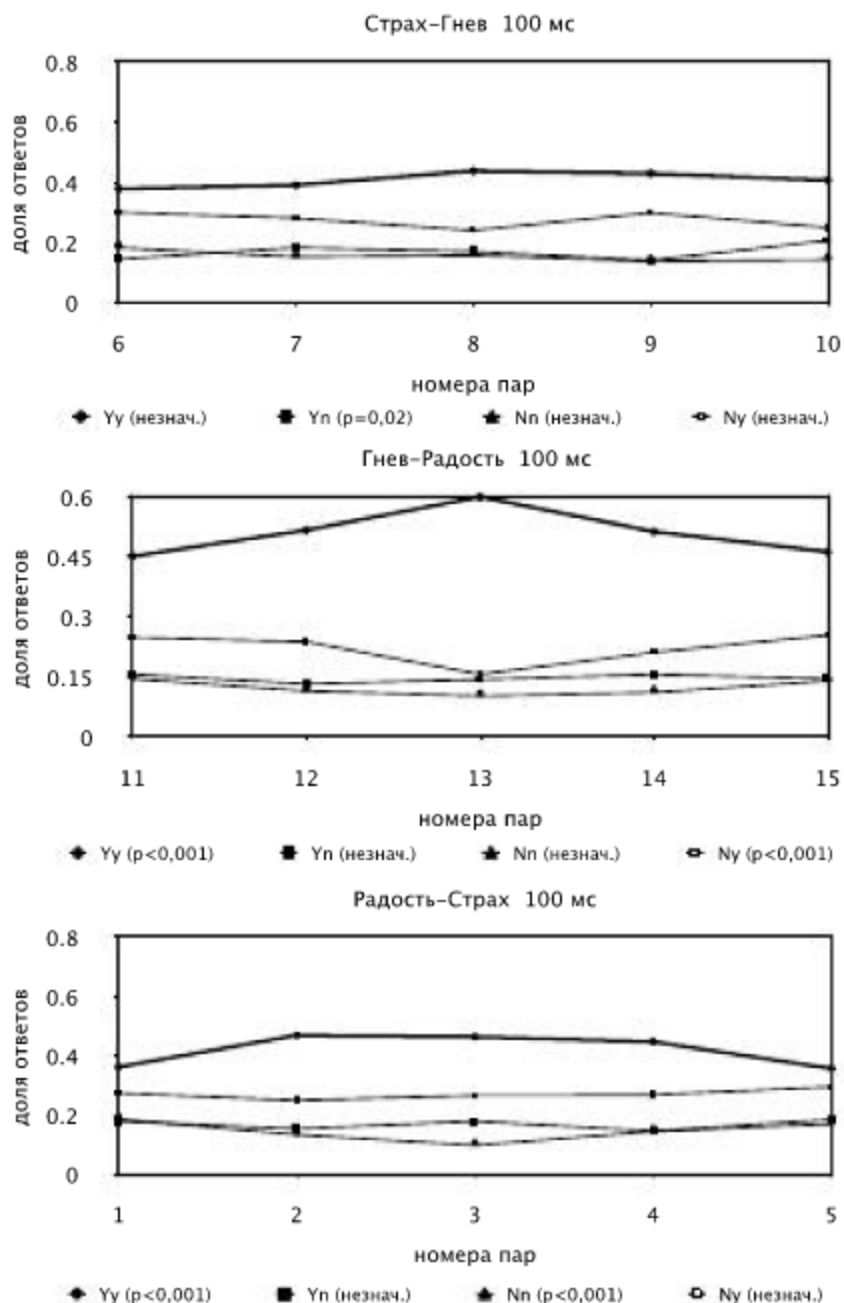 Страх-Гнев 100 мс
доля ответов
0.8
0.6
0.4
0.2
0
6 7 8 9 10
номера пар
Yy (незнач.) Yn (p=0,02) Nn (незнач.) Ny (незнач.)
Гнев-Радость 100 мс
доля ответов
0.6
0.45
0.3
0.15
0
11 12 13 14 15
номера пар
Yy (p<0,001) Yn (незнач.) Nn (незнач.) Ny (p<0,001)
Радость-Страх 100 мс
доля ответов
0.8
0.6
0.4
0.2
0
1 2 3 4 5
номера пар
Yy (p<0,001) Yn (незнач.) Nn (p<0,001) Ny (незнач.)